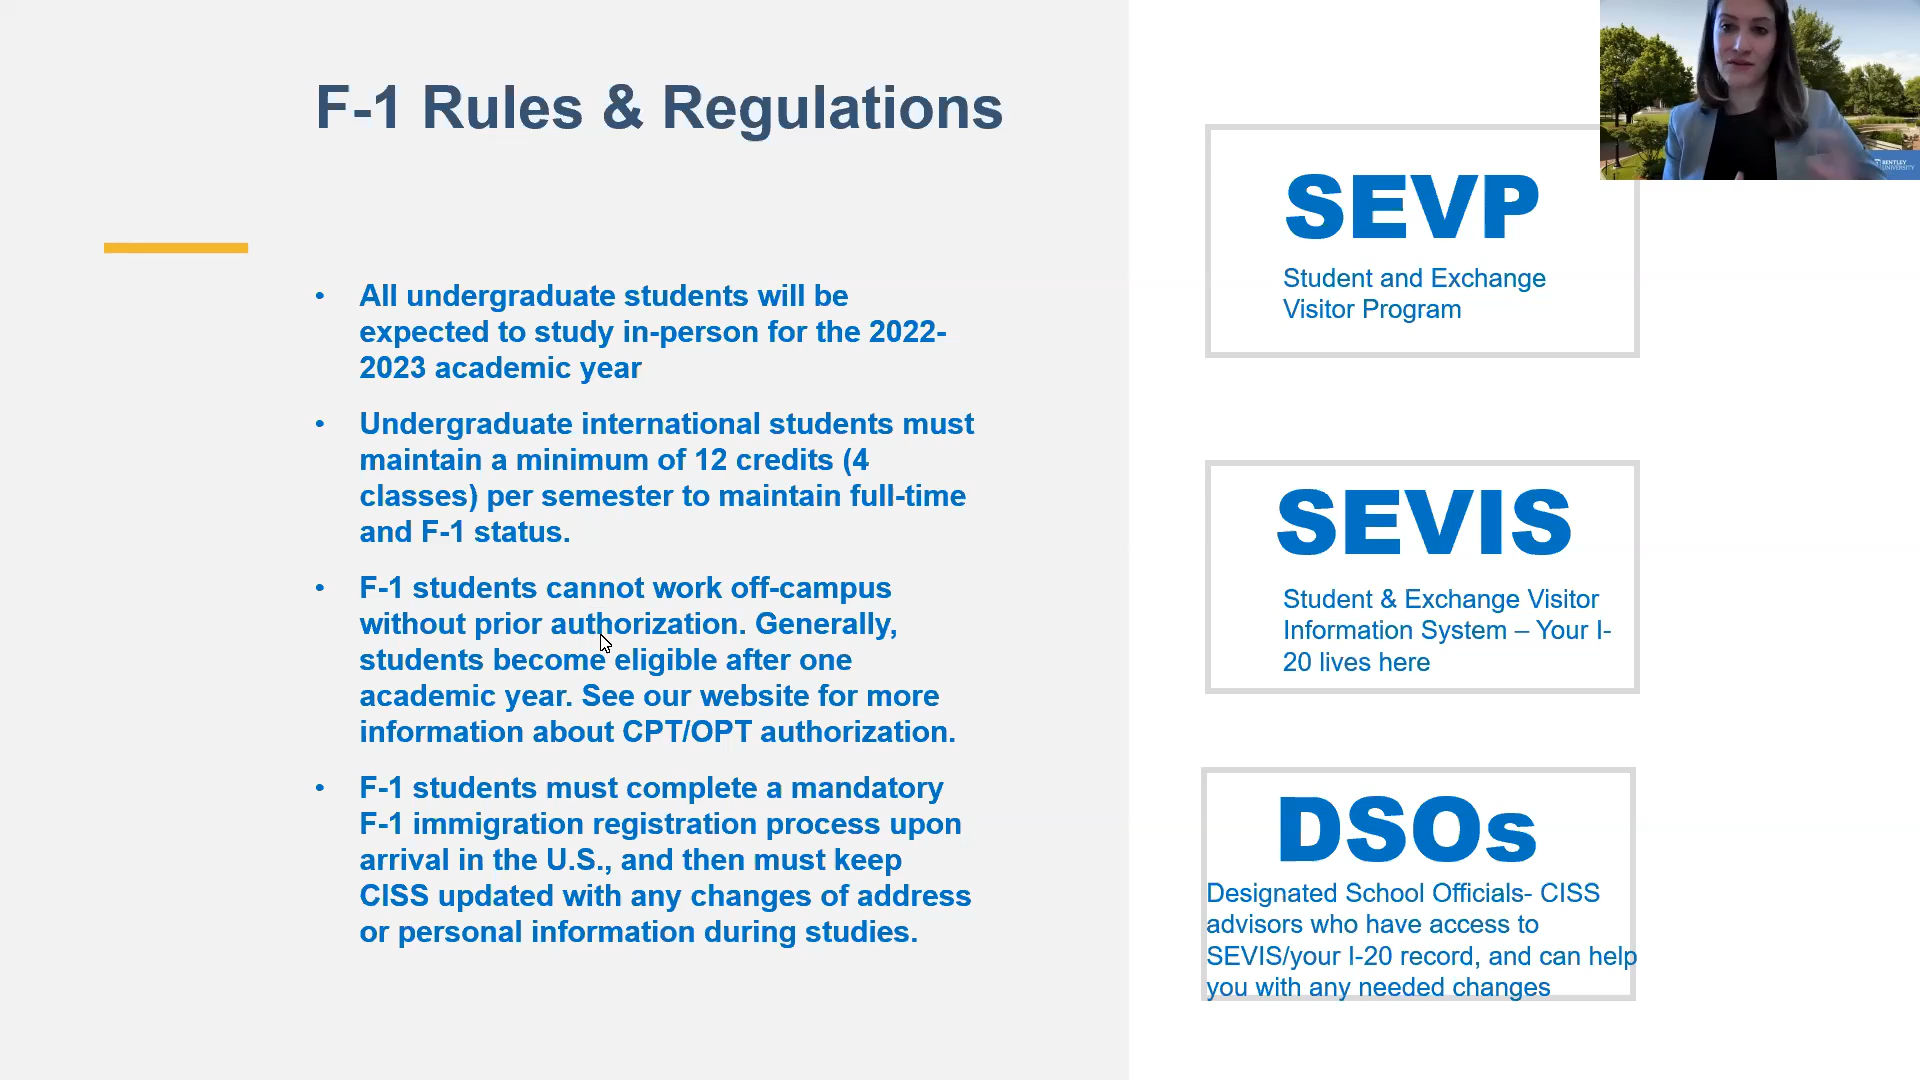 F-1 Rules & Regulations
• All undergraduate students will be
expected to study in-person for the 2022-
2023 academic year
• Undergraduate international students must
maintain a minimum of 12 credits (4
classes) per semester to maintain full-time
and F-1 status.
• F-1 students cannot work off-campus
without prior authorization. Generally,
students become eligible after one
academic year. See our website for more
information about CPT/OPT authorization.
• F-1 students must complete a mandatory
F-1 immigration registration process upon
arrival in the U.S., and then must keep
CISS updated with any changes of address
or personal information during studies.
SEVP
Student and Exchange
Visitor Program
SEVIS
Student & Exchange Visitor
Information System – Your I-
20 lives here
DSOs
Designated School Officials- CISS
advisors who have access to
SEVIS/your I-20 record, and can help
you with any needed changes
BENTLEY
UNIVERSITY